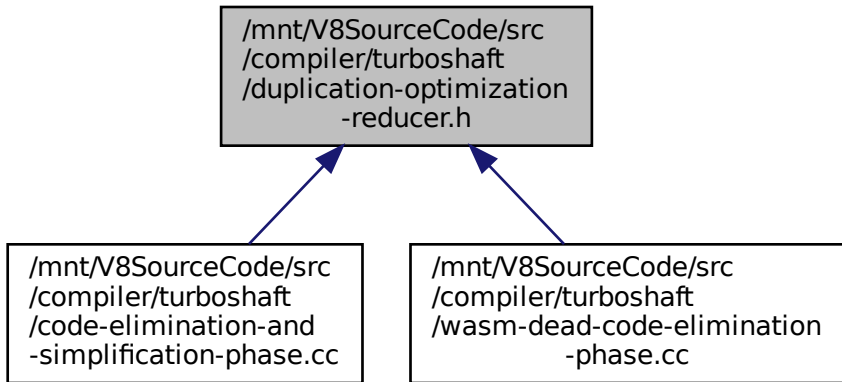 /mnt/V8SourceCode/src
/compiler/turboshaft
/duplication-optimization
-reducer.h
/mnt/V8SourceCode/src
/compiler/turboshaft
/code-elimination-and
-simplification-phase.cc
/mnt/V8SourceCode/src
/compiler/turboshaft
/wasm-dead-code-elimination
-phase.cc